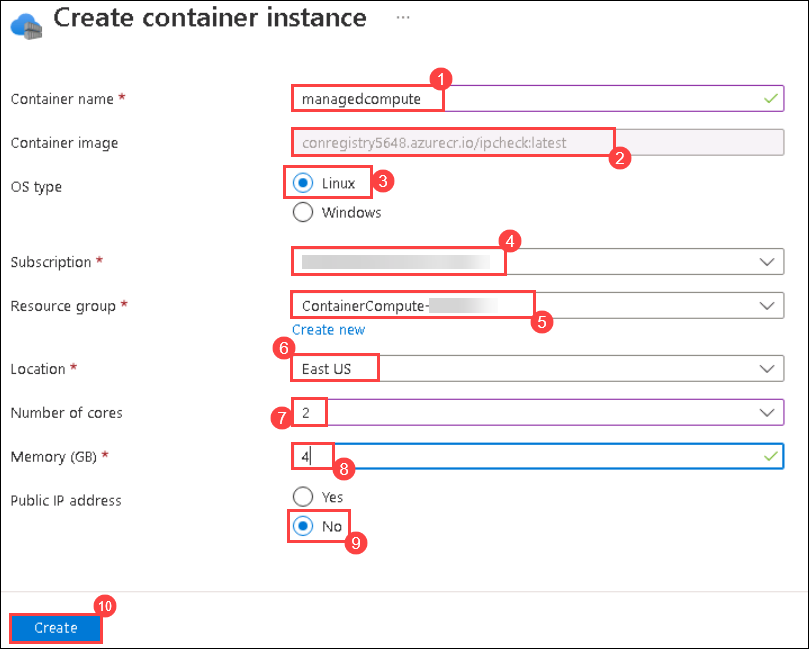 Create container instance ...
Container name * managedcompute 1
Container image conregistry5648.azurecr.io/ipcheck:latest 2
OS type Linux 3
Windows
Subscription * 4
Resource group * ContainerCompute- 5
Create new
6
Location * East US
Number of cores 7 2
Memory (GB) * 4 8
Public IP address Yes
No 9
10
Create